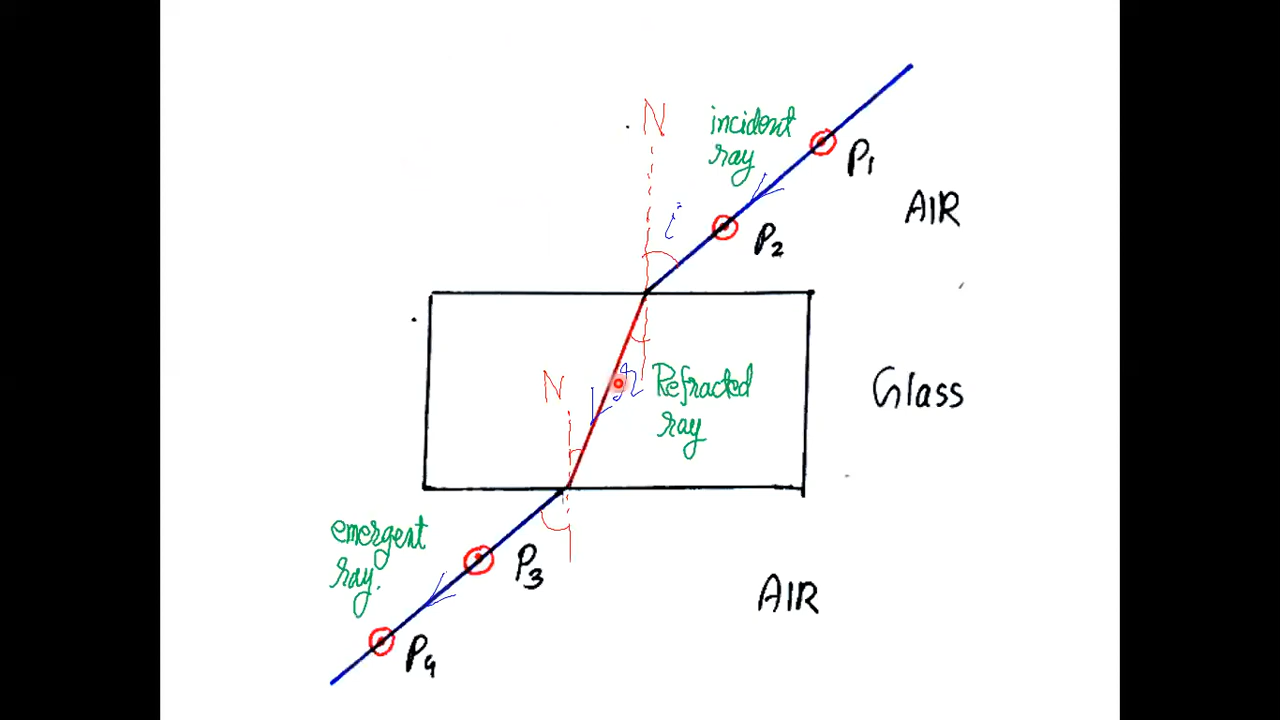 N
incident
ray
P1
AIR
i
P2
N
r
Refracted
ray
Glass
emergent
ray.
P3
AIR
P4